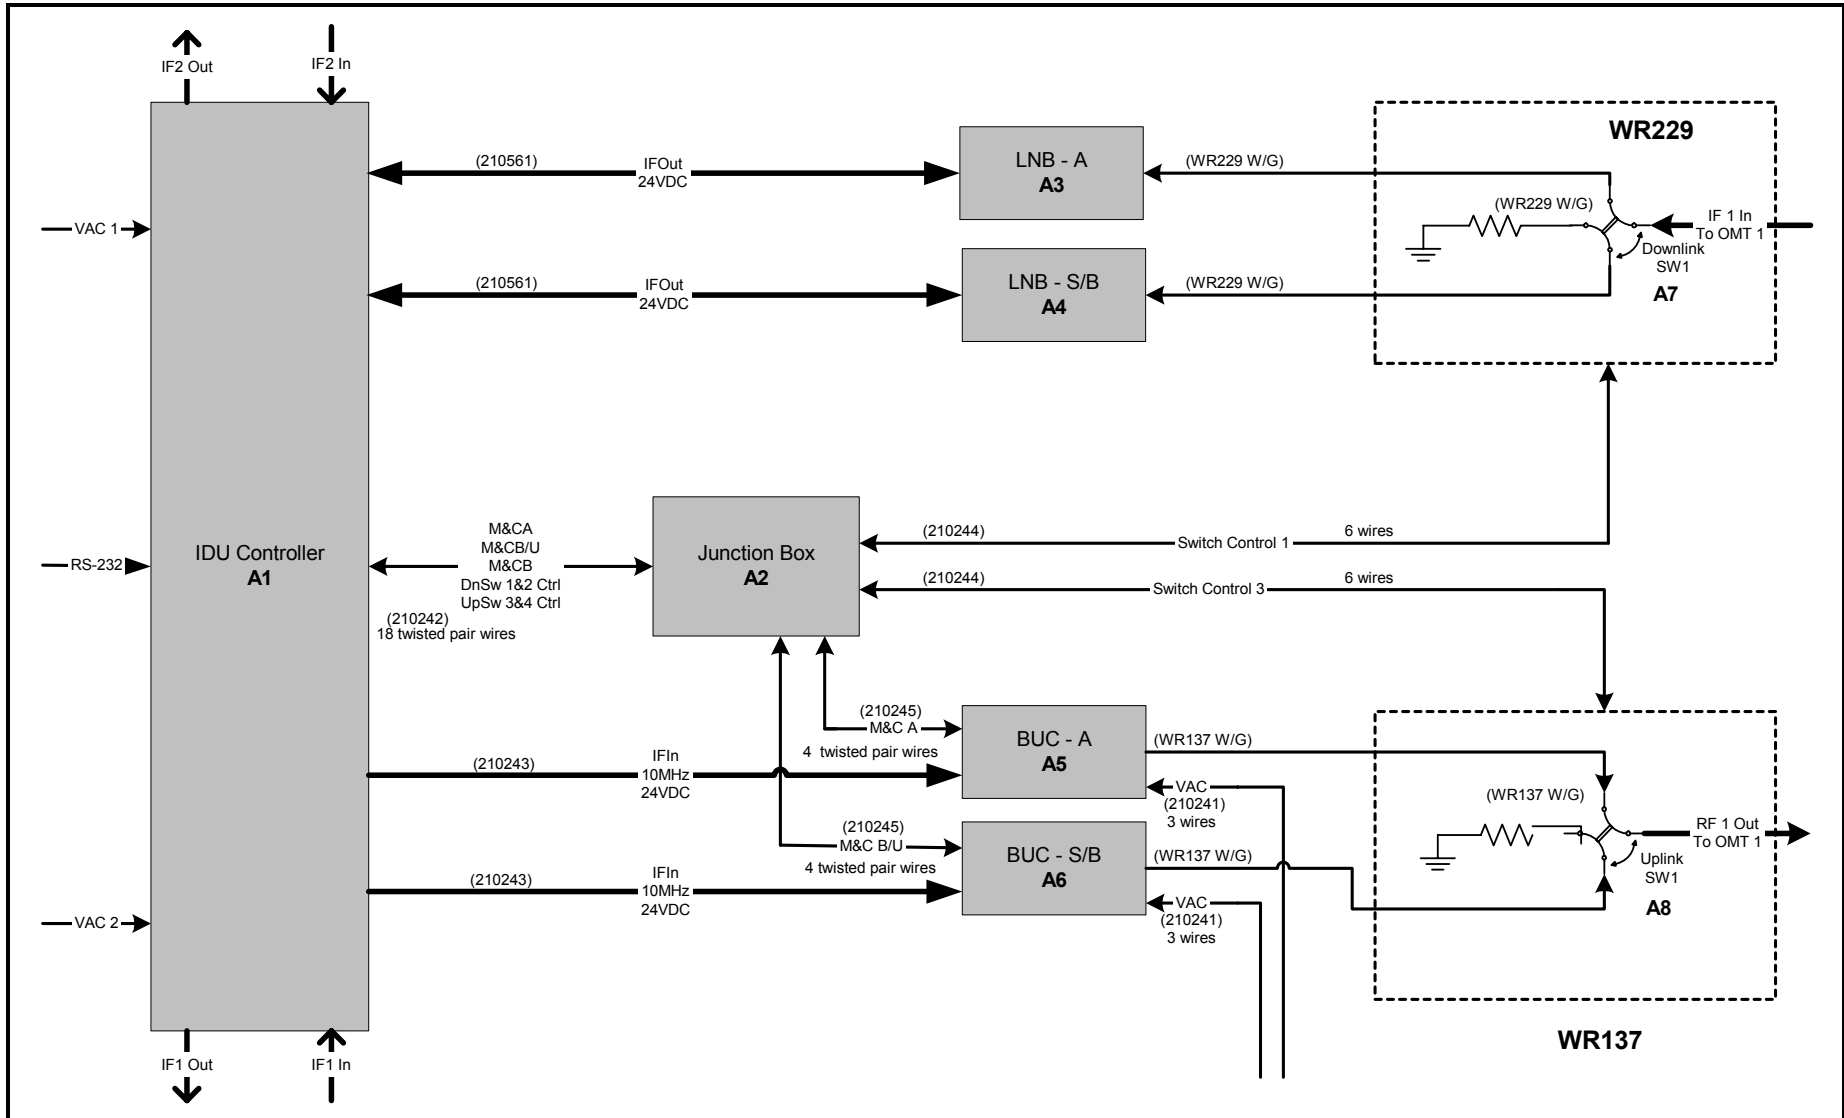 IF2 Out
IF2 In
WR229
(210561)
IFOut
24VDC
LNB - A
A3
(WR229 W/G)
(WR229 W/G)
IF 1 In
To OMT 1
Downlink
SW1
A7
VAC 1
(210561)
IFOut
24VDC
LNB - S/B
A4
(WR229 W/G)
IDU Controller
A1
RS-232
M&CA
M&CB/U
M&CB
DnSw 1&2 Ctrl
UpSw 3&4 Ctrl
(210242)
18 twisted pair wires
Junction Box
A2
(210244)
Switch Control 1
6 wires
(210244)
Switch Control 3
6 wires
(210245)
M&C A
4 twisted pair wires
BUC - A
A5
(WR137 W/G)
(210243)
IFIn
10MHz
24VDC
VAC
(210241)
3 wires
(WR137 W/G)
RF 1 Out
To OMT 1
Uplink
SW1
A8
(210245)
M&C B/U
4 twisted pair wires
BUC - S/B
A6
(WR137 W/G)
(210243)
IFIn
10MHz
24VDC
VAC
(210241)
3 wires
VAC 2
WR137
IF1 Out
IF1 In